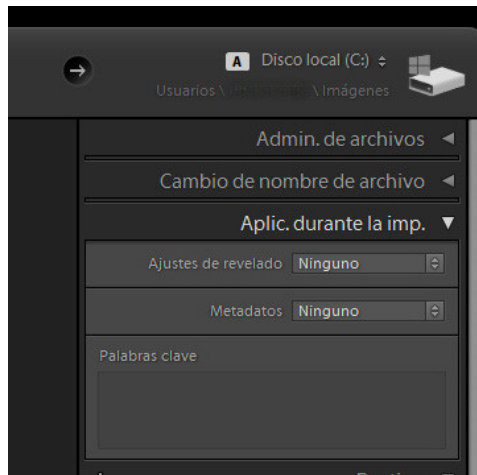 A Disco local (C:)
Usuarios \ \ Imágenes
Admin. de archivos
Cambio de nombre de archivo
Aplic. durante la imp.
Ajustes de revelado Ninguno
Metadatos Ninguno
Palabras clave